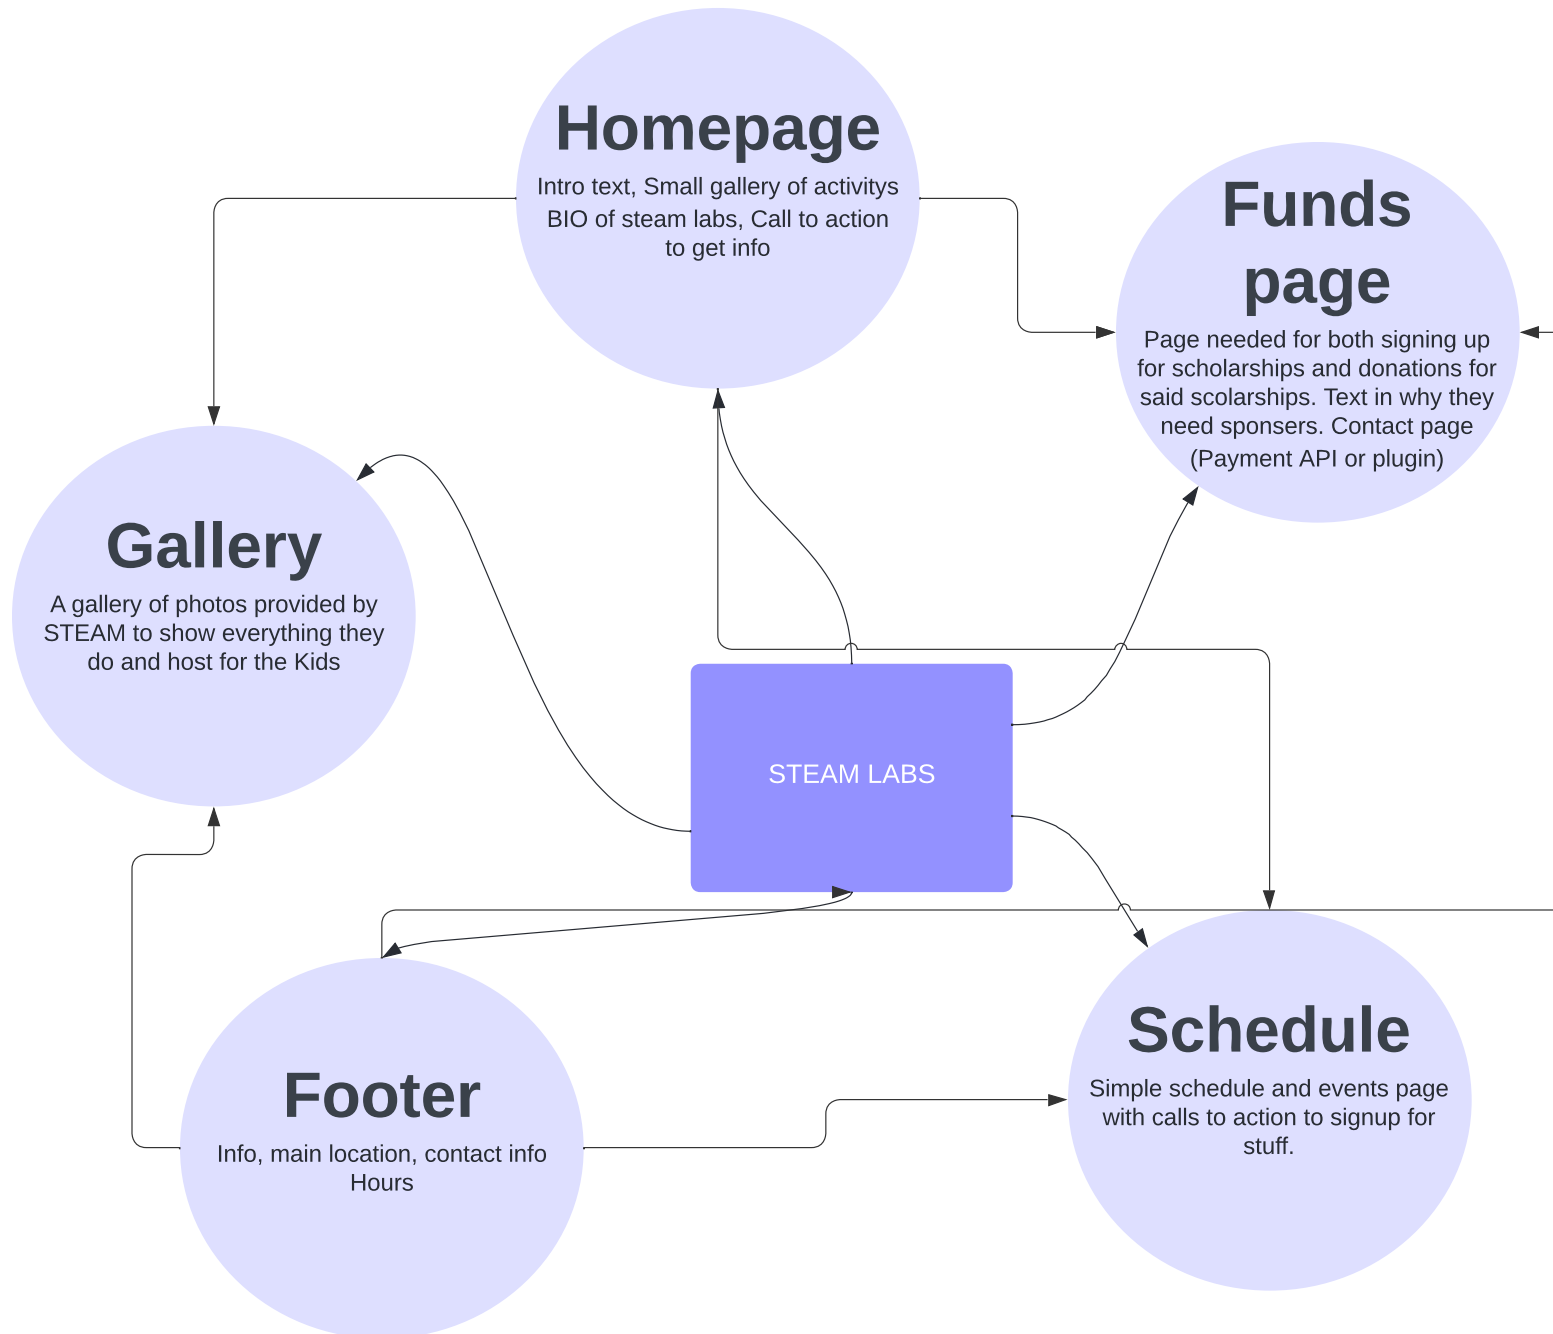 Homepage
Intro text, Small gallery of activitys
BIO of steam labs, Call to action
to get info
Funds
page
Page needed for both signing up
for scholarships and donations for
said scolarships. Text in why they
need sponsers. Contact page
(Payment API or plugin)
Gallery
A gallery of photos provided by
STEAM to show everything they
do and host for the Kids
STEAM LABS
Footer
Info, main location, contact info
Hours
Schedule
Simple schedule and events page
with calls to action to signup for
stuff.